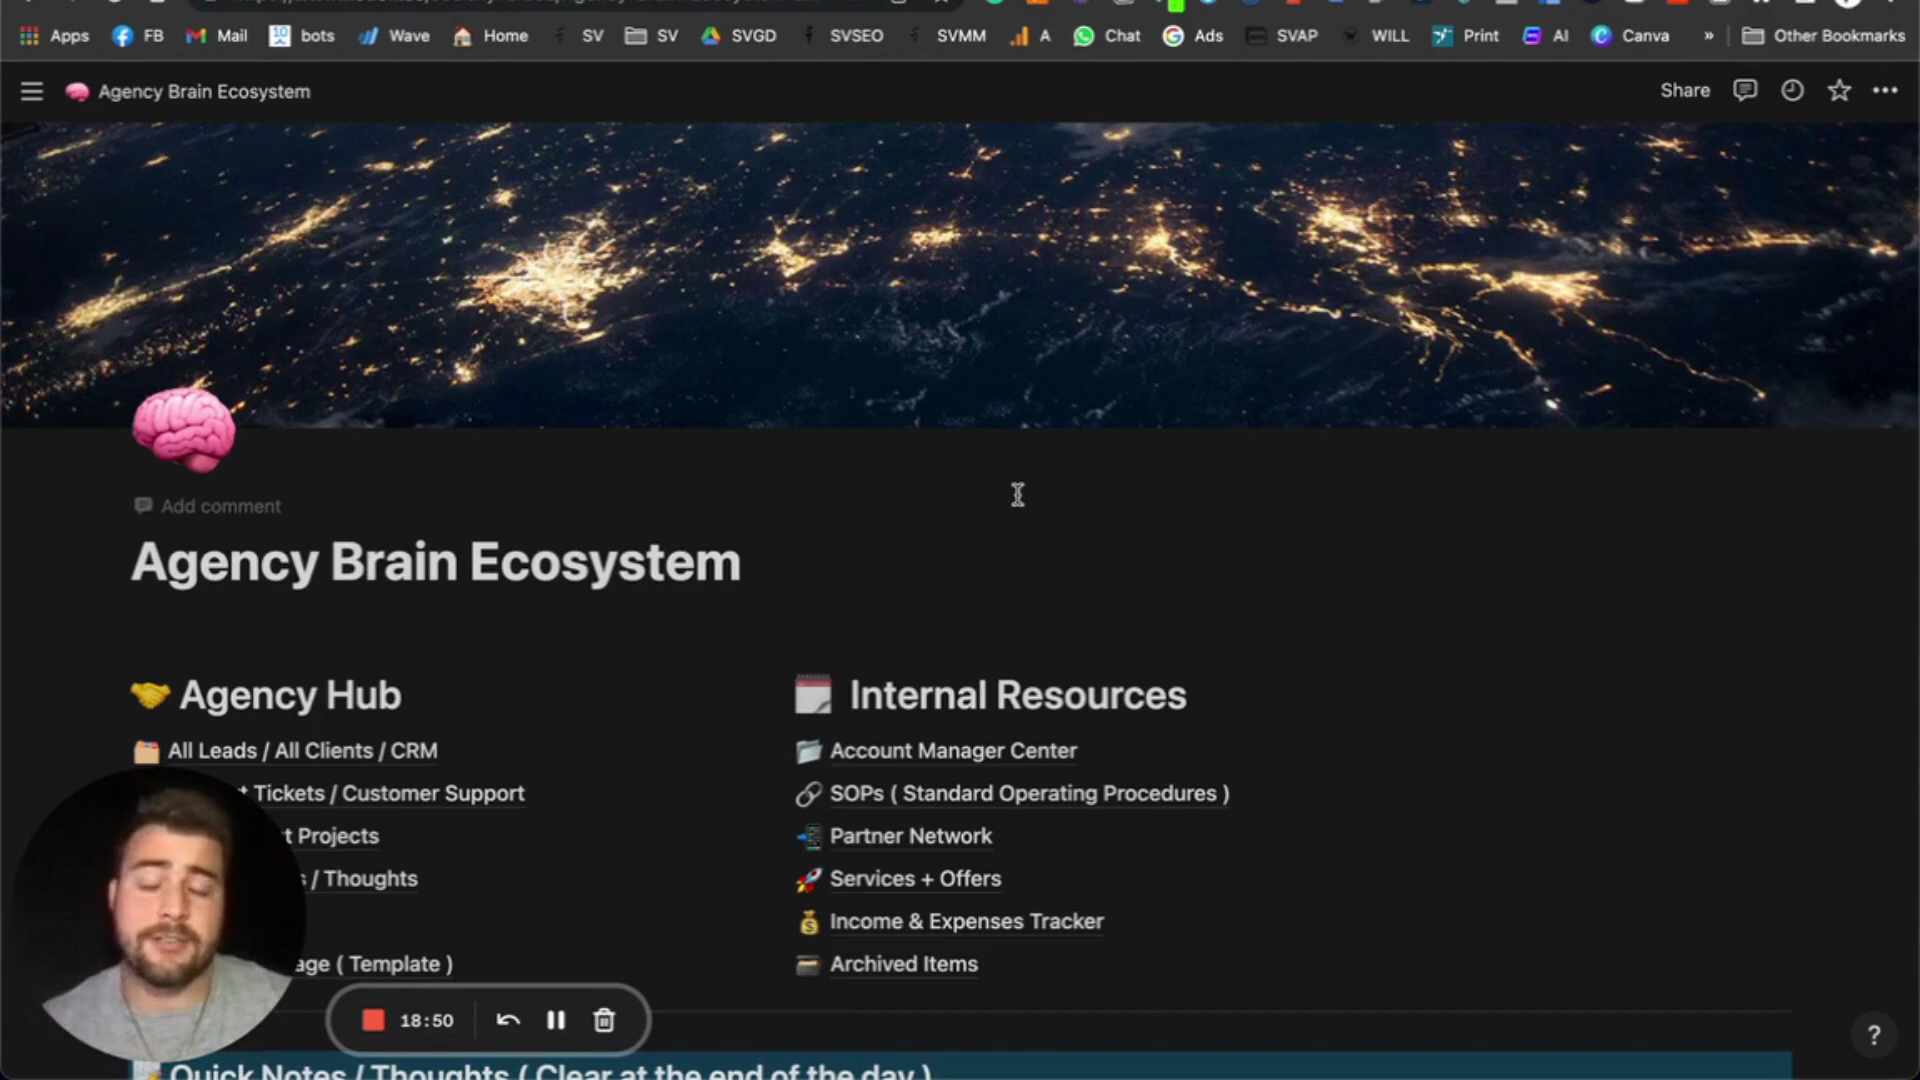 Apps FB Mail bots Wave Home SV SV SVGD SVSEO SVMM A Chat Ads SVAP WILL Print AI Canva » Other Bookmarks
Agency Brain Ecosystem Share
Add comment
Agency Brain Ecosystem
Agency Hub
All Leads / All Clients / CRM
Tickets / Customer Support
Projects
/ Thoughts
( Template )
Internal Resources
Account Manager Center
SOPs ( Standard Operating Procedures )
Partner Network
Services + Offers
Income & Expenses Tracker
Archived Items
18:50
?
Quick Notes / Thoughts ( Clear at the end of the day )